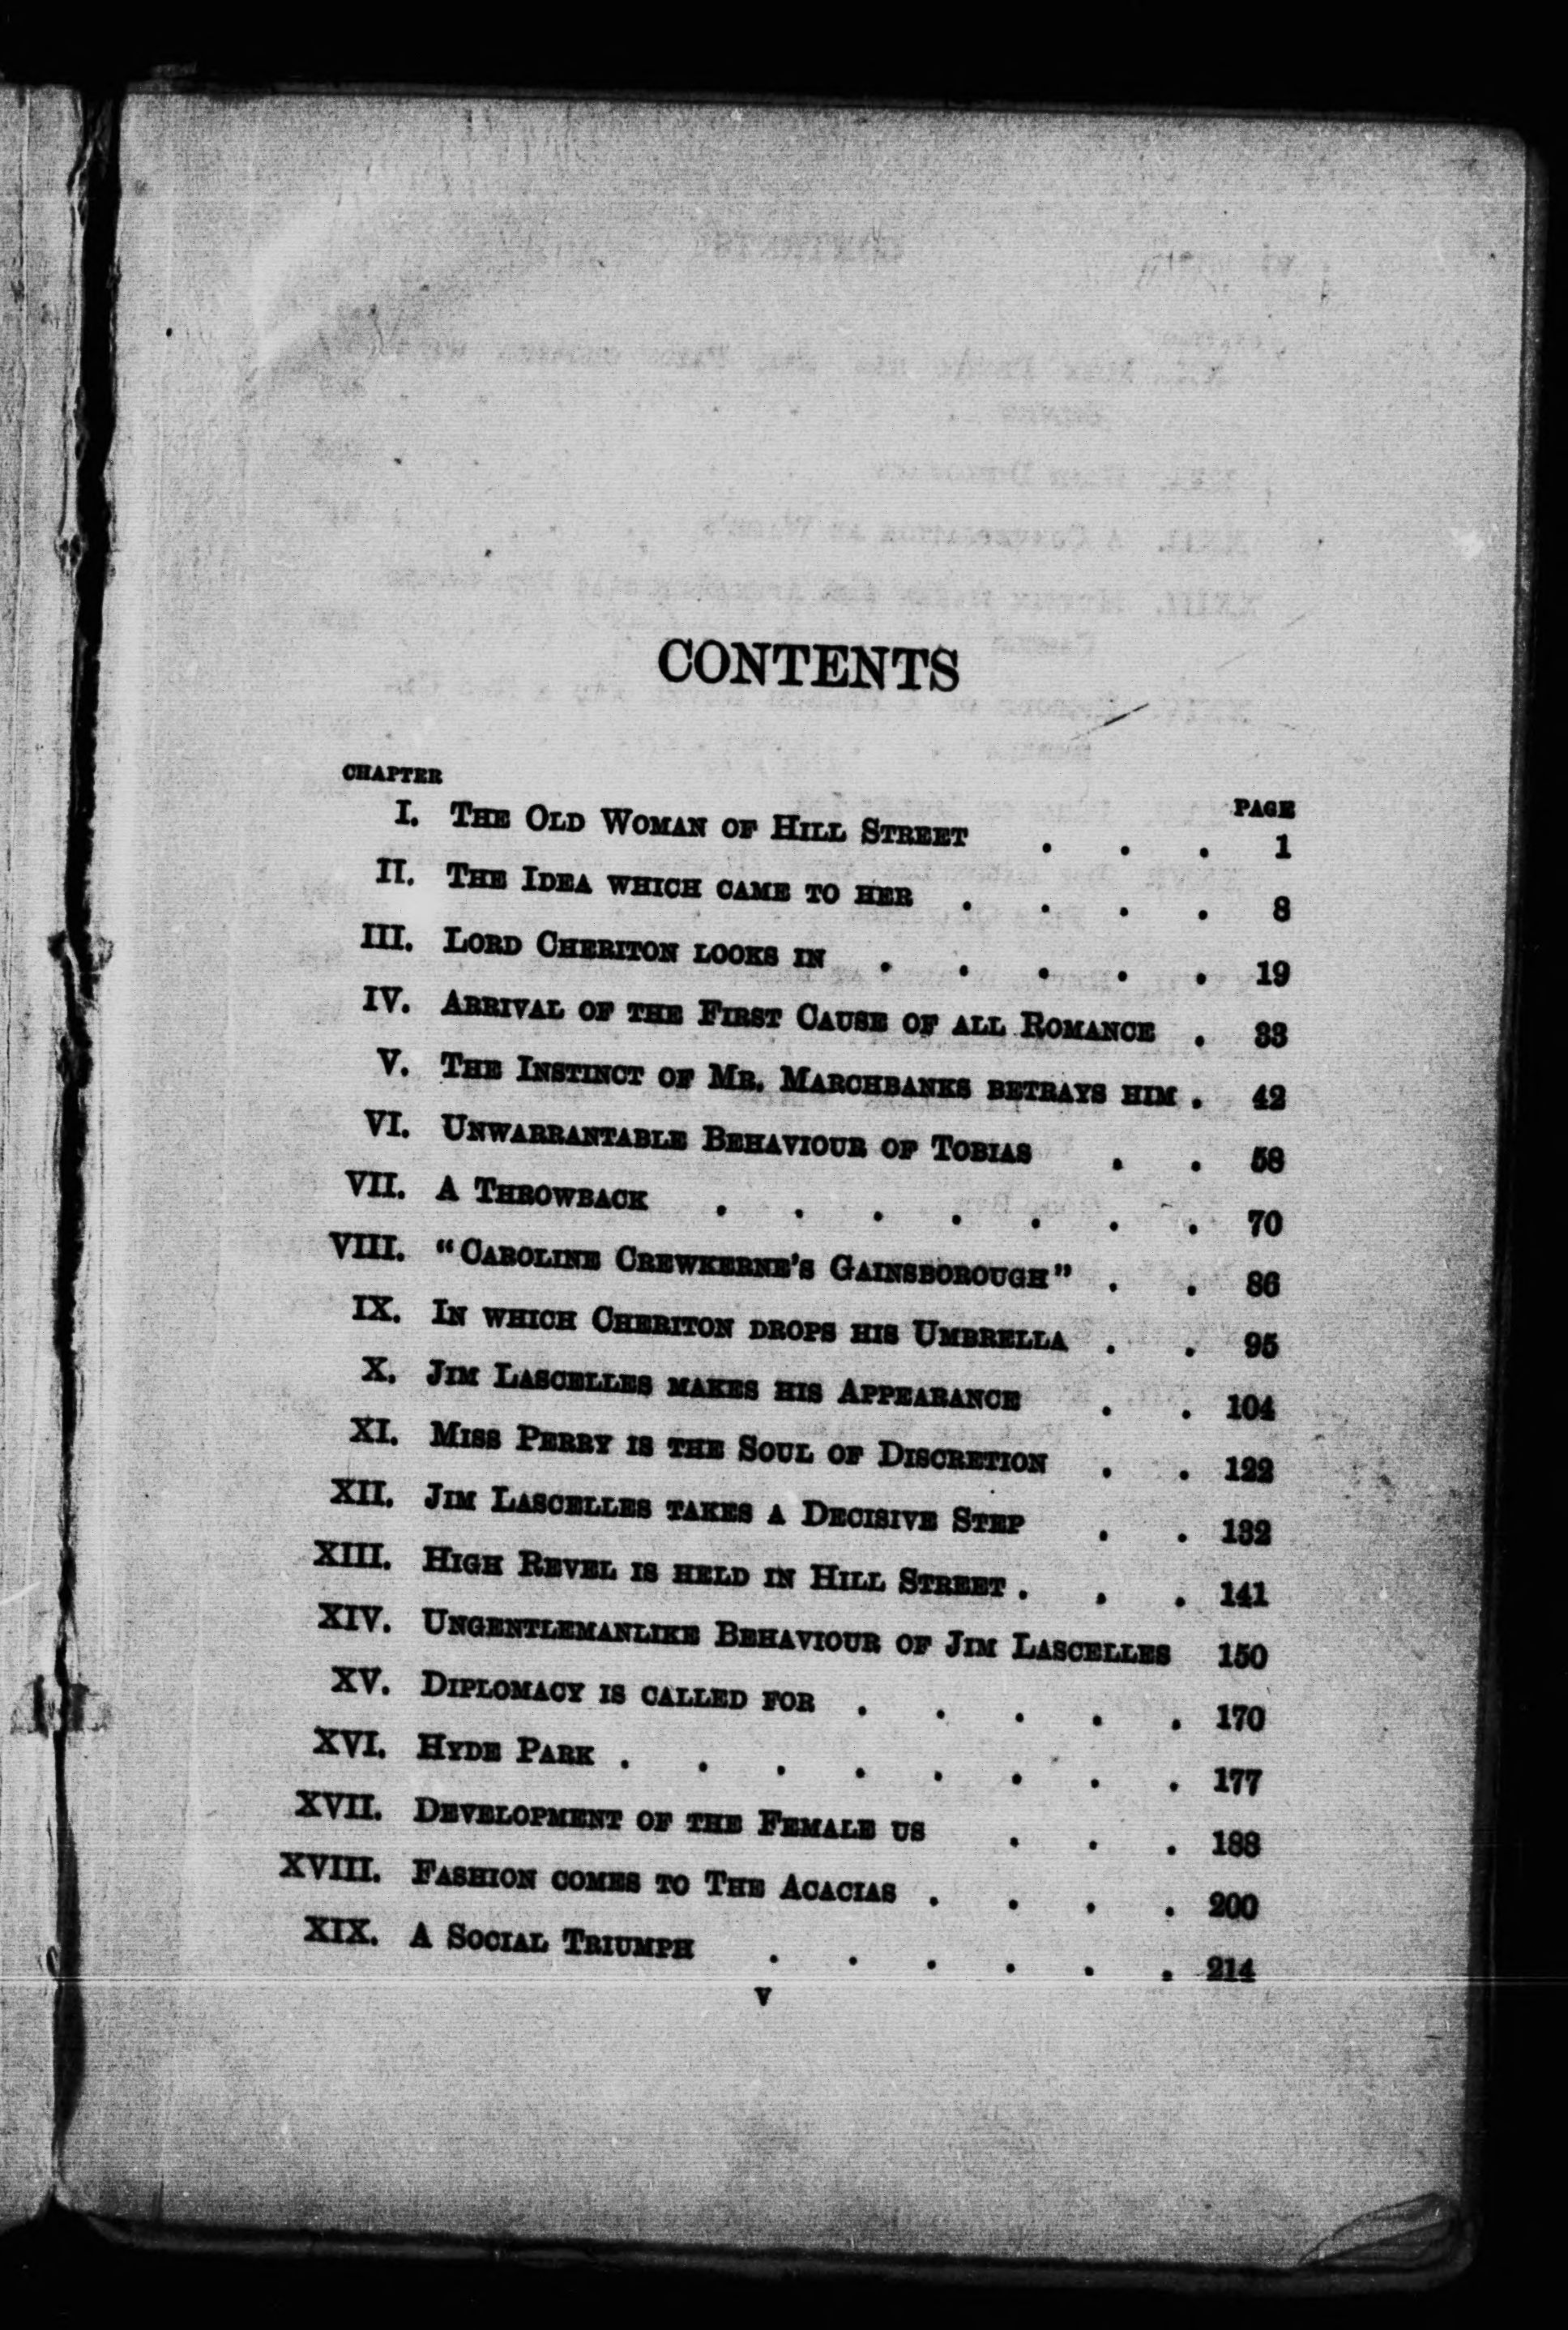 CONTENTS
CHAPTER PAGE
I. The Old Woman of Hill Street . . . 1
II. The Idea which came to her . . . . 8
III. Lord Cheriton looks in . . . . . 19
IV. Arrival of the First Cause of all Romance . 33
V. The Instinct of Mr. Marchbanks betrays him . 42
VI. Unwarrantable Behaviour of Tobias . . 58
VII. A Throwback . . . . . . . 70
VIII. "Caroline Crewkerne's Gainsborough" . . 86
IX. In which Cheriton drops his Umbrella . . 95
X. Jim Lascelles makes his Appearance . . 104
XI. Miss Perry is the Soul of Discretion . . 122
XII. Jim Lascelles takes a Decisive Step . . 132
XIII. High Revel is held in Hill Street . . . 141
XIV. Ungentlemanlike Behaviour of Jim Lascelles 150
XV. Diplomacy is called for . . . . . 170
XVI. Hyde Park . . . . . . . . 177
XVII. Development of the Female us . . . 188
XVIII. Fashion comes to The Acacias . . . . 200
XIX. A Social Triumph . . . . . . 214
v